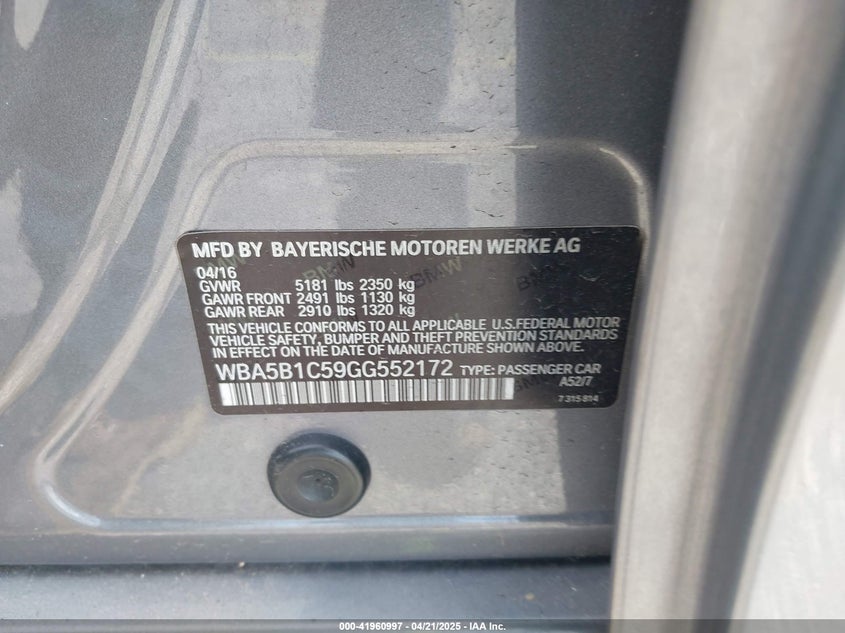 MFD BY BAYERISCHE MOTOREN WERKE AG
04/16
GVWR 5181 lbs 2350 kg
GAWR FRONT 2491 lbs 1130 kg
GAWR REAR 2910 lbs 1320 kg
THIS VEHICLE CONFORMS TO ALL APPLICABLE U.S.FEDERAL MOTOR
VEHICLE SAFETY, BUMPER AND THEFT PREVENTION STANDARDS
IN EFFECT ON THE DATE OF MANUFACTURE SHOWN ABOVE.
WBA5B1C59GG552172 TYPE: PASSENGER CAR
A52/7
7 315 814
000-41960997 - 04/21/2025 - IAA Inc.